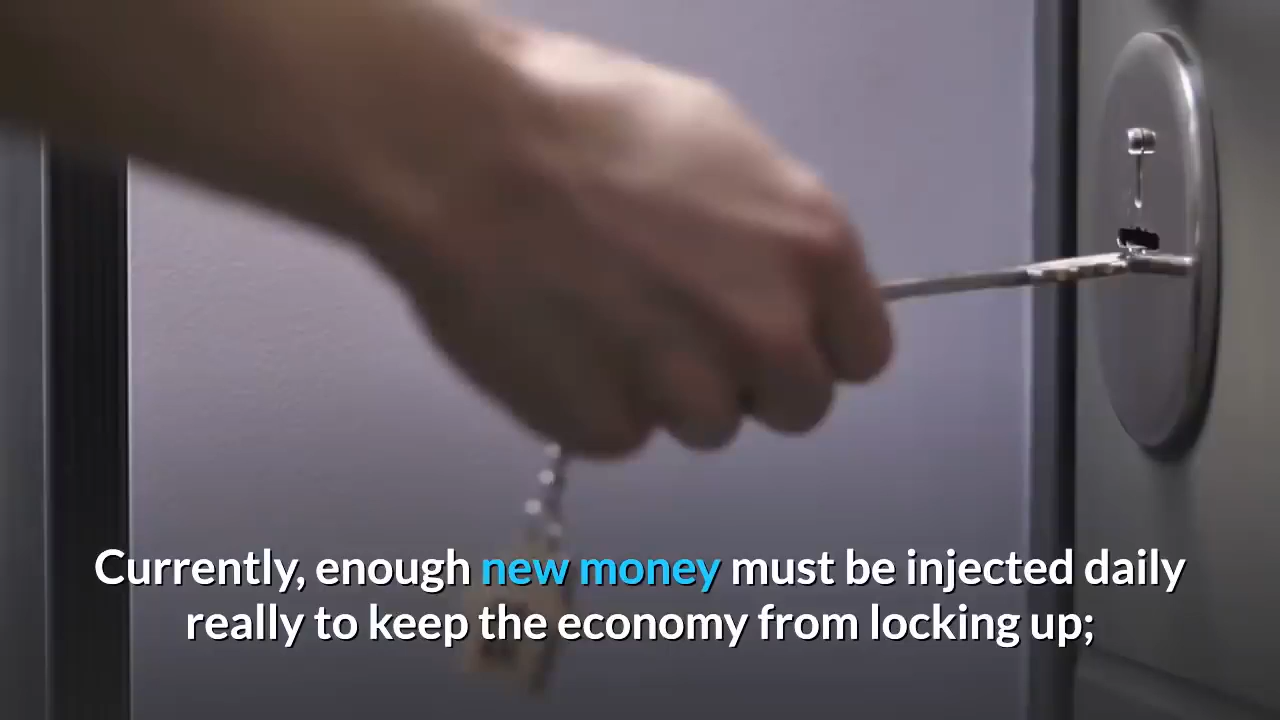 Currently, enough new money must be injected daily
really to keep the economy from locking up;